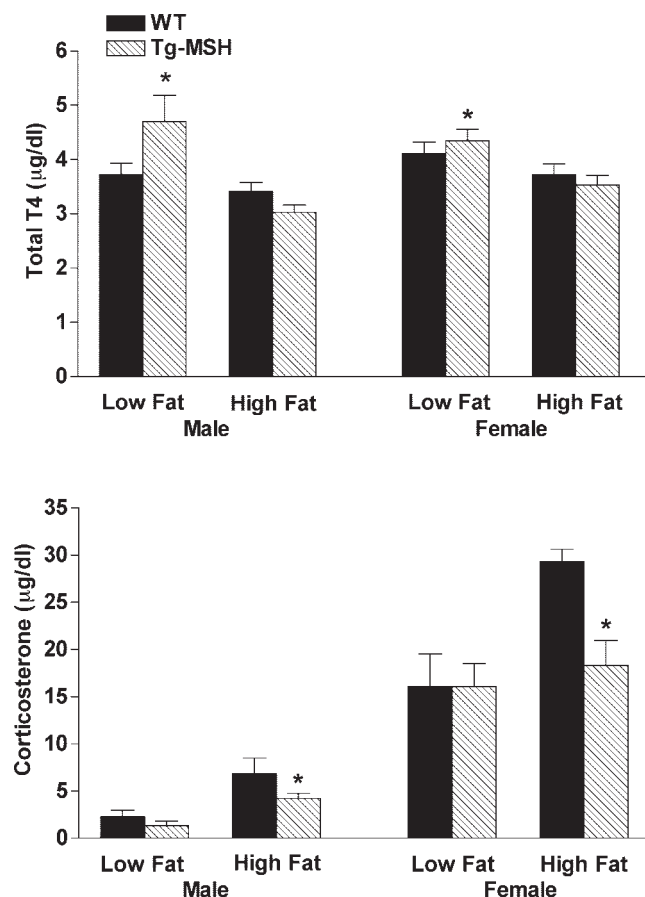 WT
Tg-MSH
Total T4 (µg/dl)
6
5
4
3
2
1
0
*
*
Low Fat High Fat Low Fat High Fat
Male Female
Corticosterone (µg/dl)
35
30
25
20
15
10
5
0
*
*
Low Fat High Fat Low Fat High Fat
Male Female